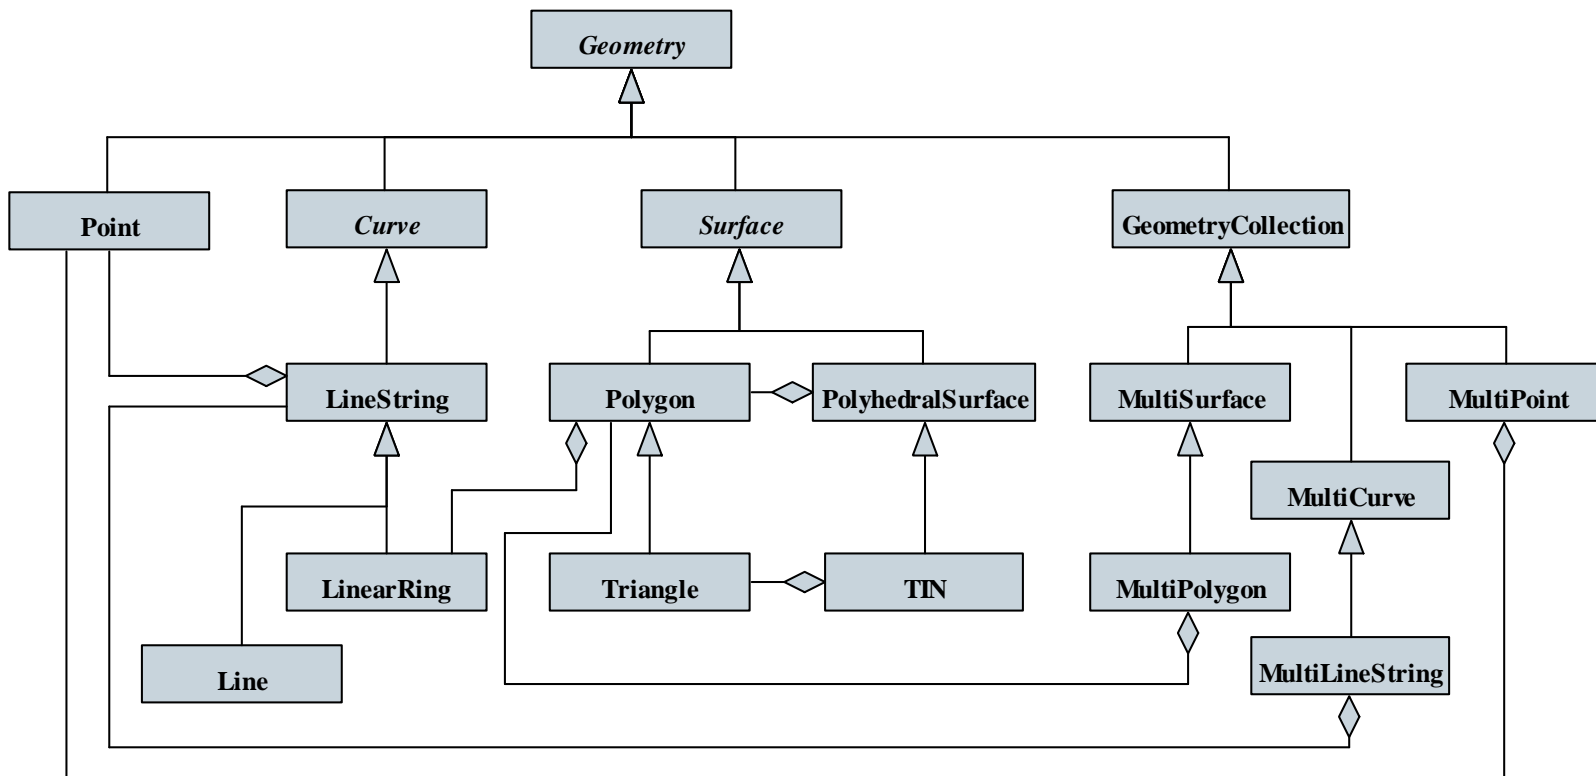 Geometry
Point
Curve
Surface
GeometryCollection
LineString
Polygon
PolyhedralSurface
MultiSurface
MultiPoint
MultiCurve
LinearRing
Triangle
TIN
MultiPolygon
Line
MultiLineString